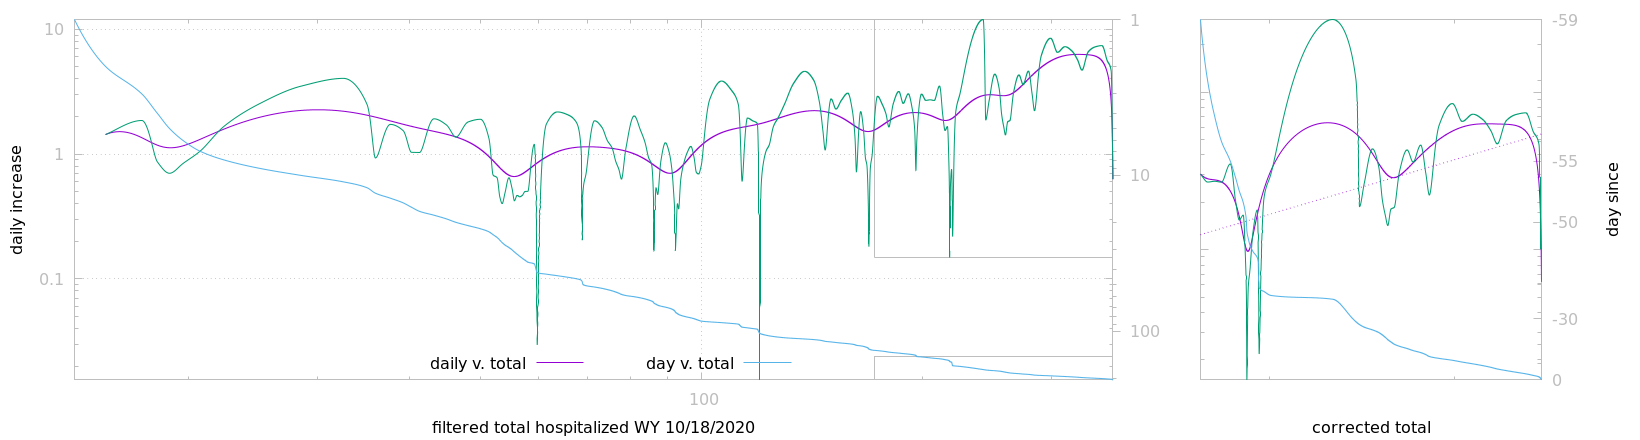 10
1
0.1
daily increase
daily v. total
day v. total
100
filtered total hospitalized WY 10/18/2020
1
10
100
-59
-55
-50
-30
0
day since
corrected total